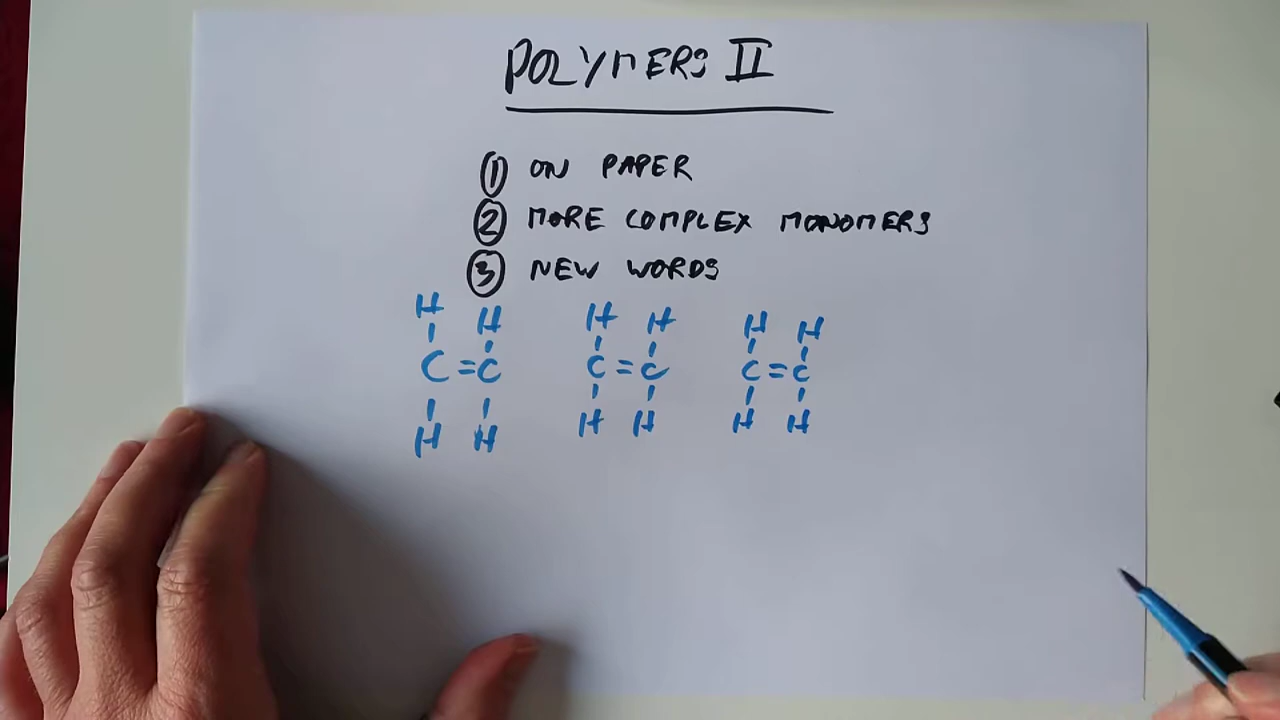 POLYMERS II
① ON PAPER
② MORE COMPLEX MONOMERS
③ NEW WORDS
H H H H H H
C=C C=C C=C
H H H H H H